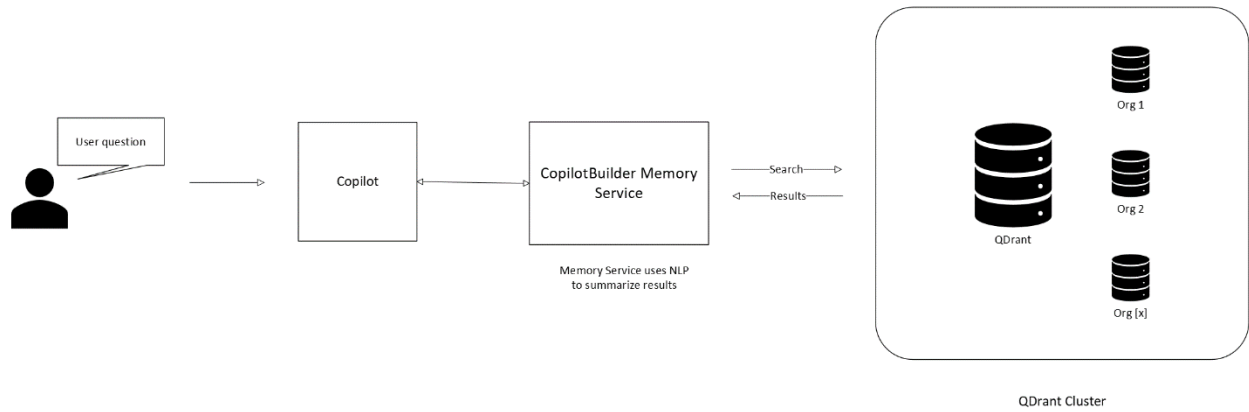 User question
Copilot
CopilotBuilder Memory
Service
Memory Service uses NLP
to summarize results
Search
Results
QDrant
Org 1
Org 2
Org [x]
QDrant Cluster